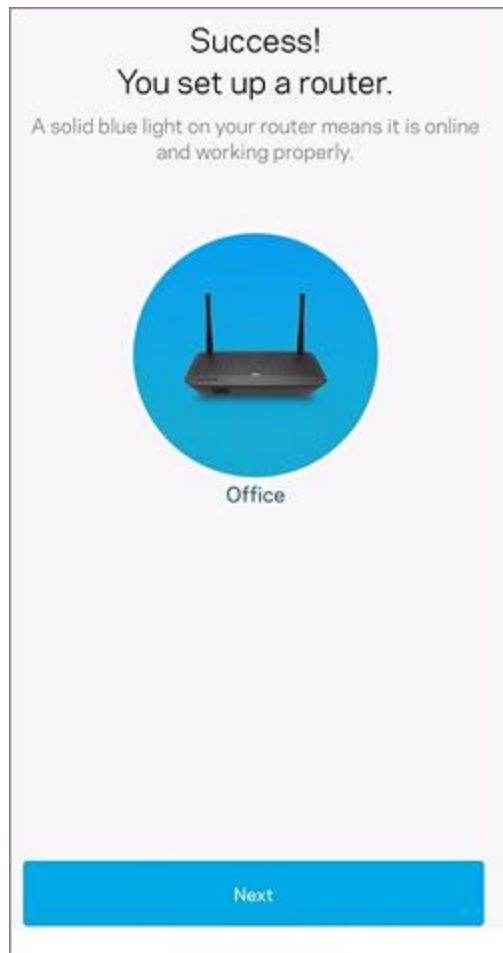 Success!
You set up a router.
A solid blue light on your router means it is online
and working properly.
Office
Next